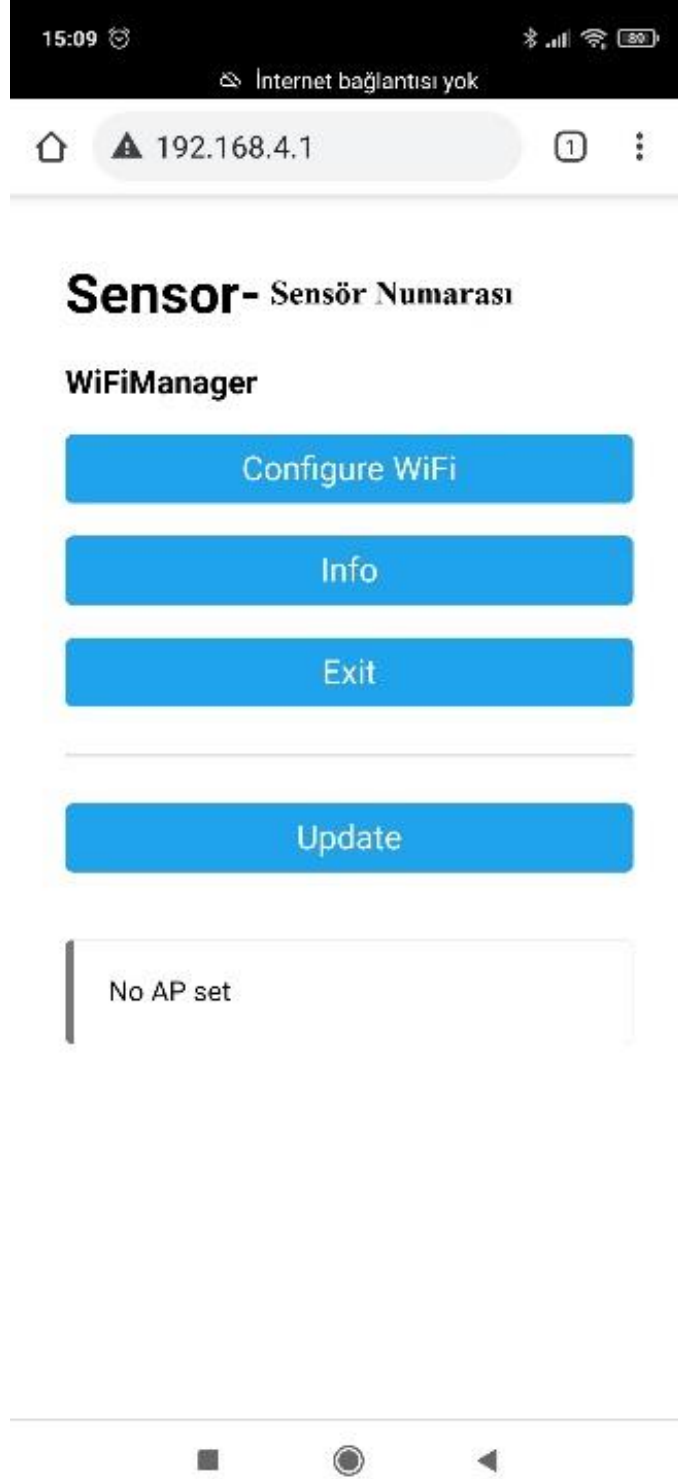 15:09 89
İnternet bağlantısı yok
192.168.4.1 1
Sensor- Sensör Numarası
WiFiManager
Configure WiFi
Info
Exit
Update
No AP set